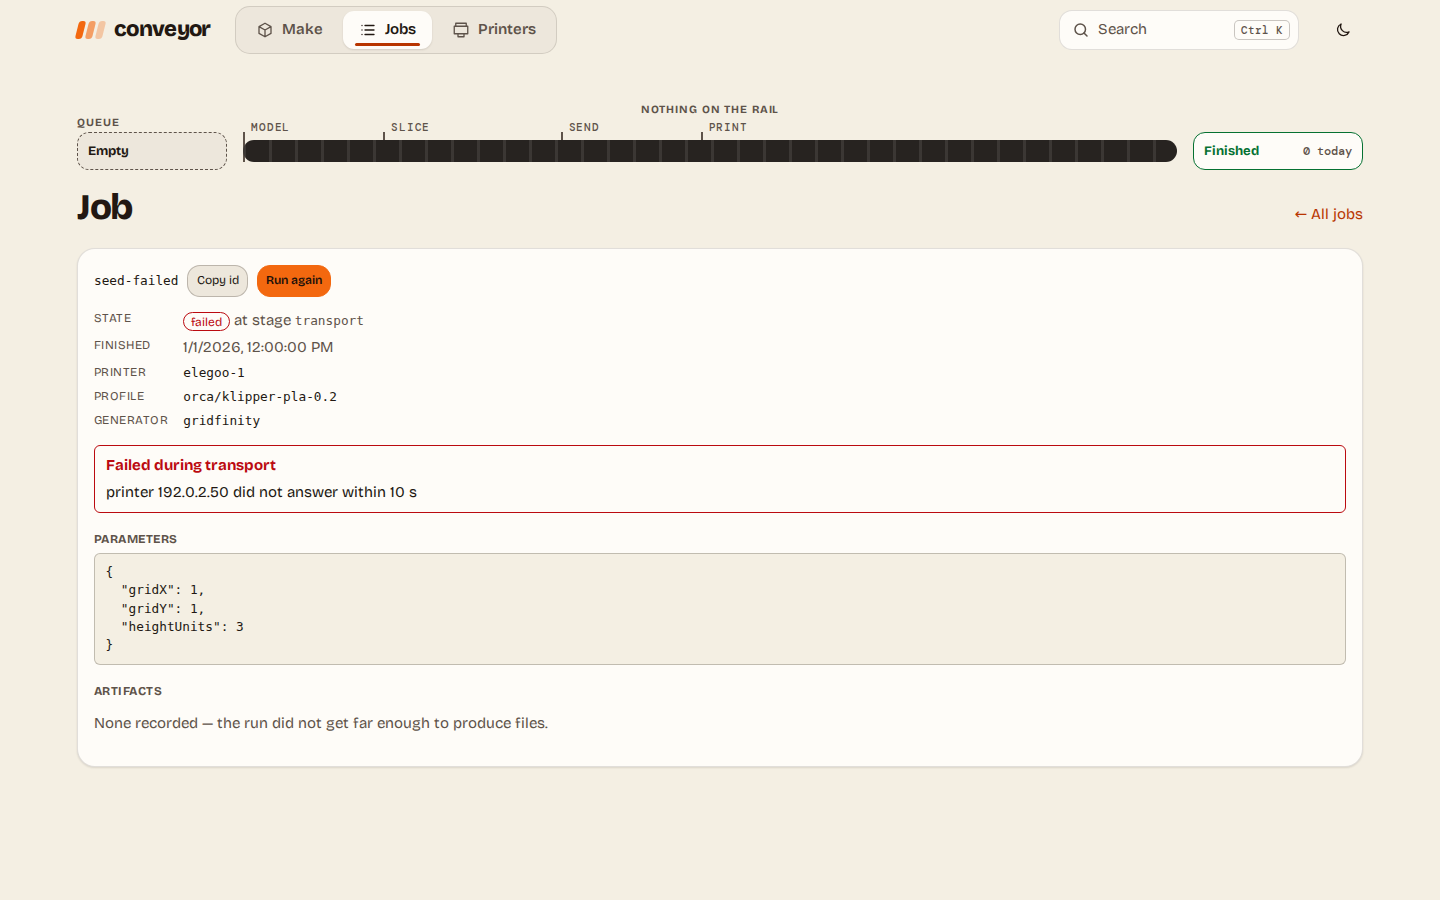 conveyor
Make
Jobs
Printers
Search
Ctrl K
NOTHING ON THE RAIL
QUEUE
Empty
MODEL
SLICE
SEND
PRINT
Finished
0 today
Job
← All jobs
seed-failed
Copy id
Run again
STATE
failed at stage transport
FINISHED
1/1/2026, 12:00:00 PM
PRINTER
elegoo-1
PROFILE
orca/klipper-pla-0.2
GENERATOR
gridfinity
Failed during transport
printer 192.0.2.50 did not answer within 10 s
PARAMETERS
{
  "gridX": 1,
  "gridY": 1,
  "heightUnits": 3
}
ARTIFACTS
None recorded — the run did not get far enough to produce files.